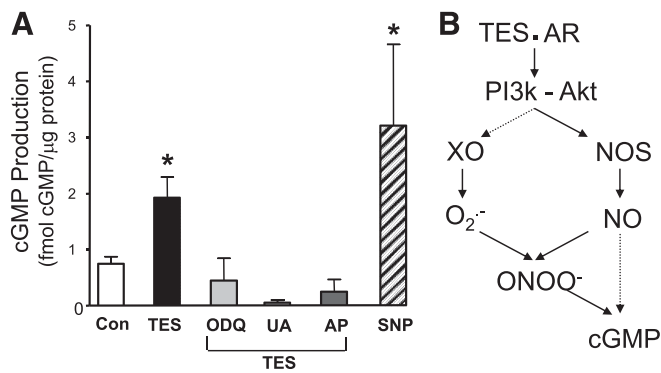 A
cGMP Production
(fmol cGMP/μg protein)
5
4
3
2
1
0
*
*
Con TES ODQ UA AP SNP
TES
B
TES - AR
PI3k - Akt
XO NOS
O₂·- NO
ONOO⁻
cGMP